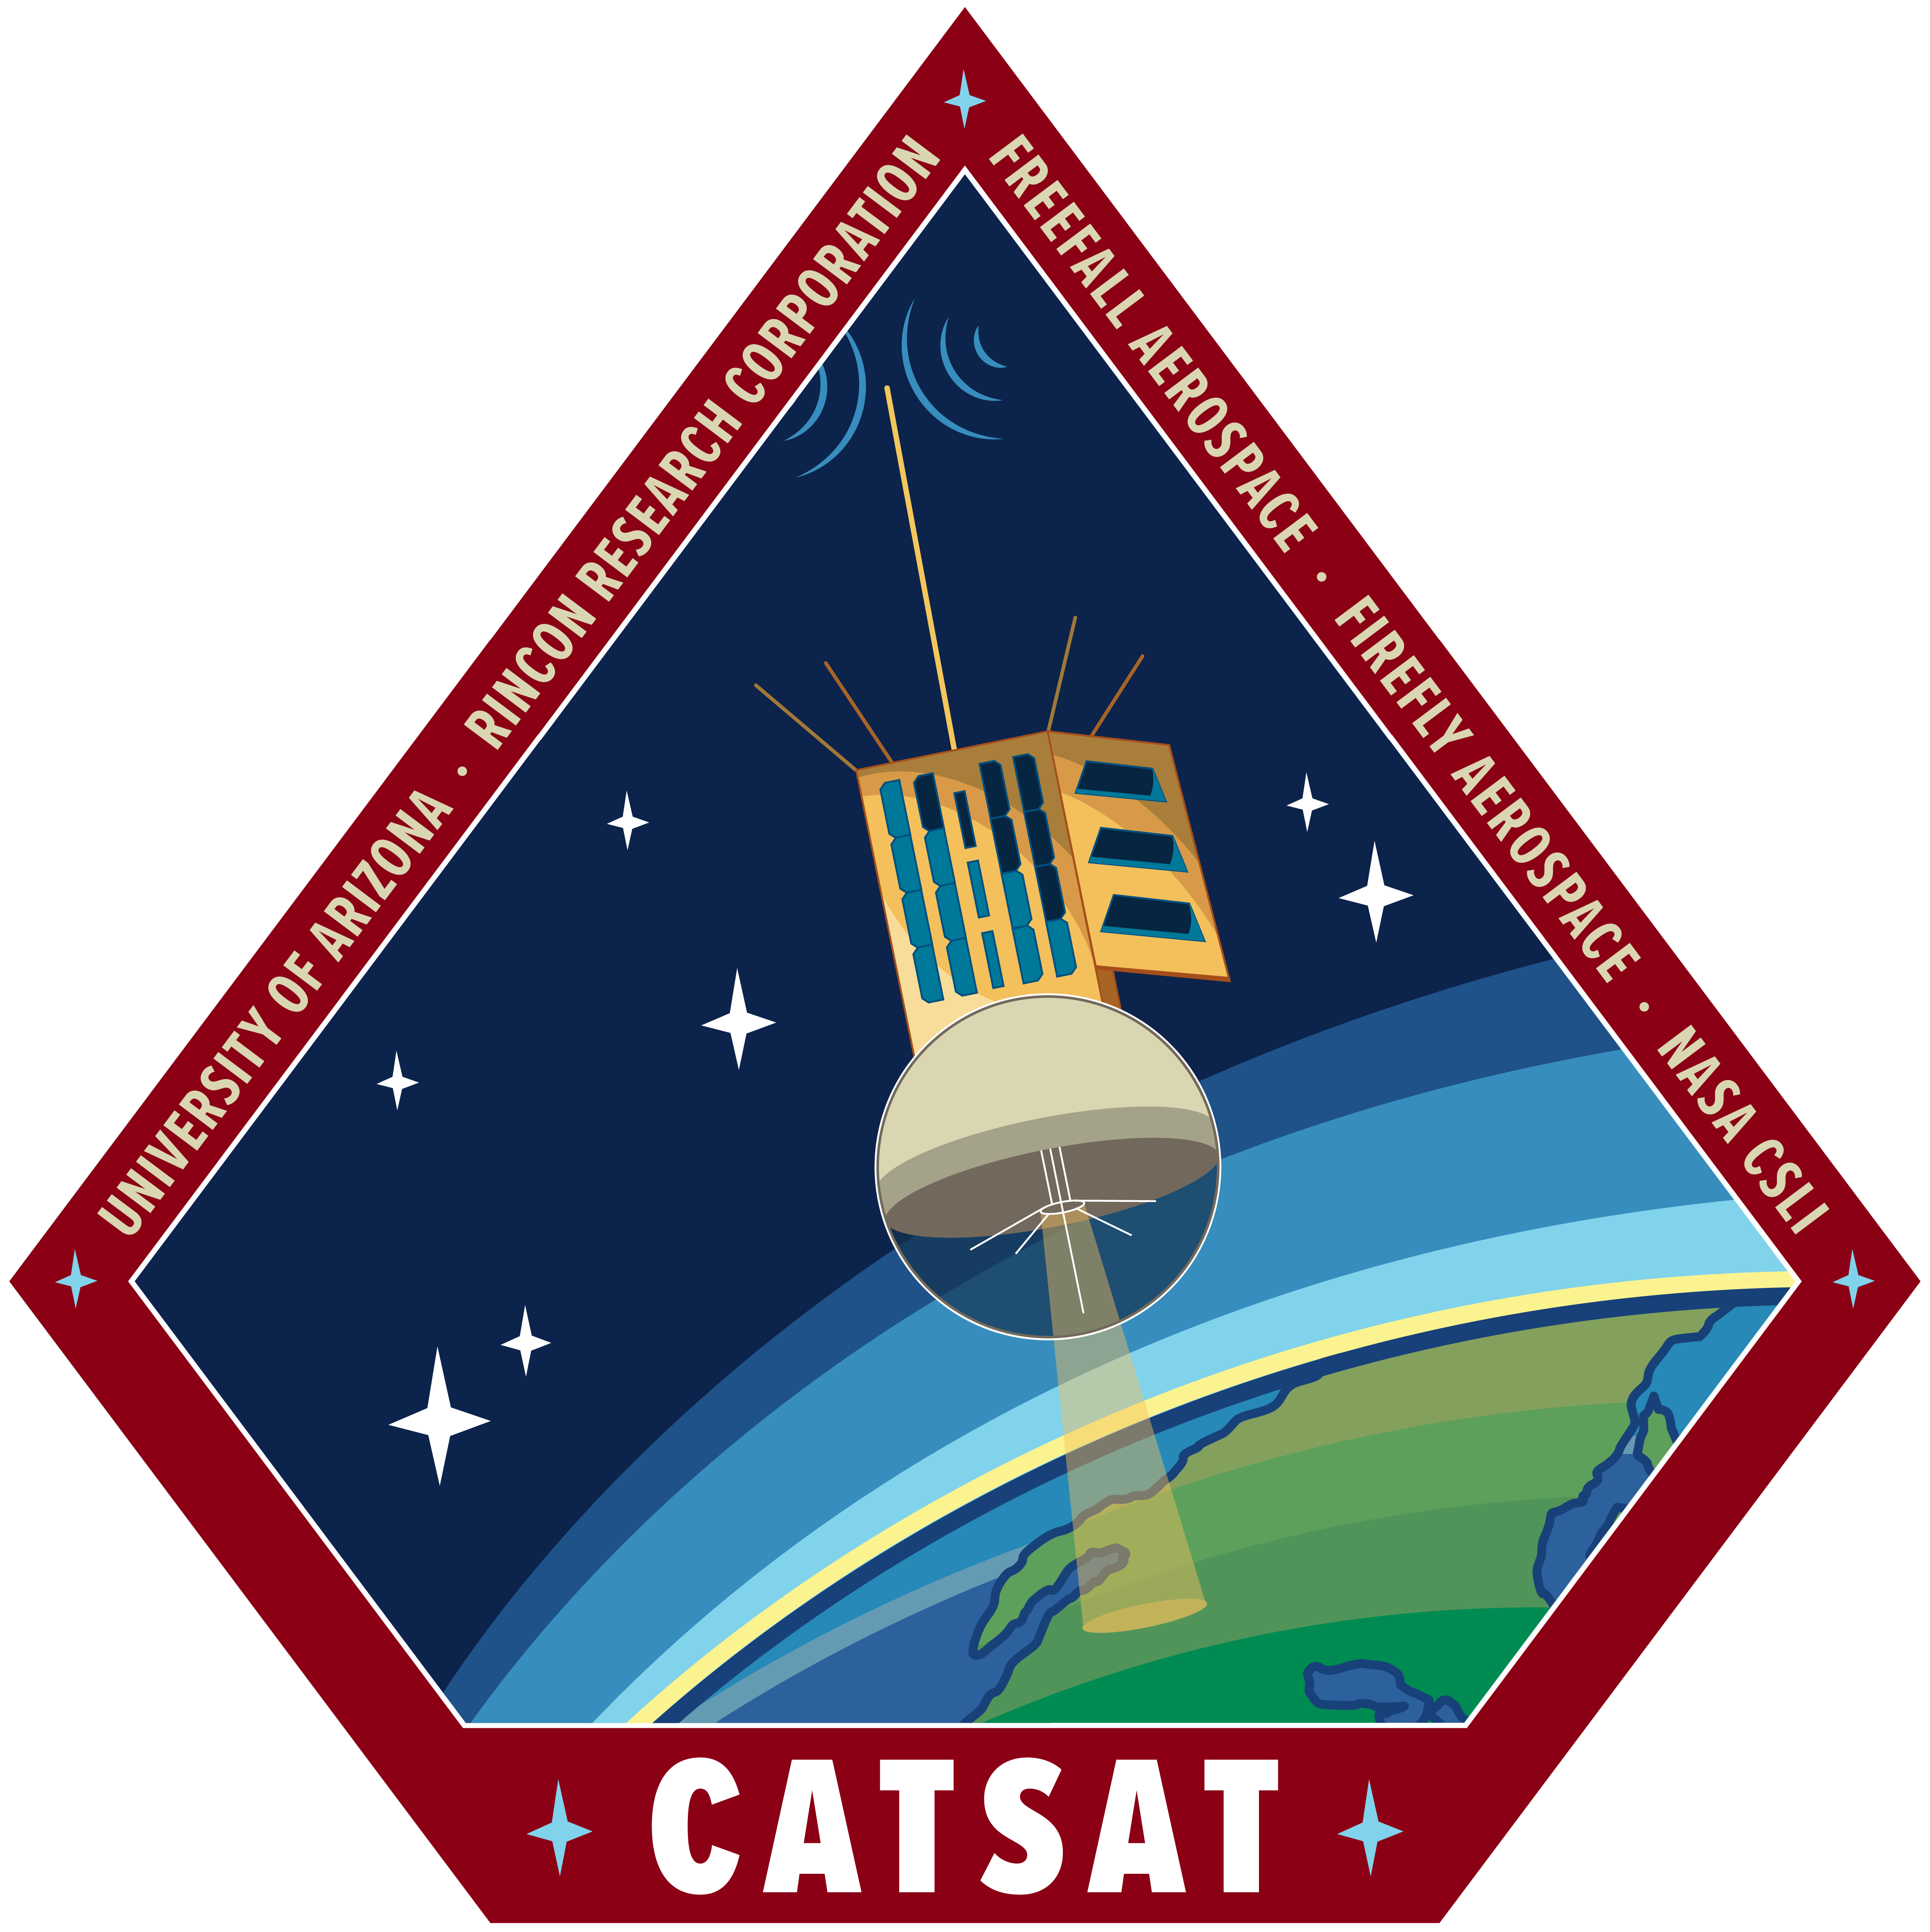 UNIVERSITY OF ARIZONA · RINCON RESEARCH CORPORATION
FREEFALL AEROSPACE · FIREFLY AEROSPACE · NASA CSLI
CATSAT